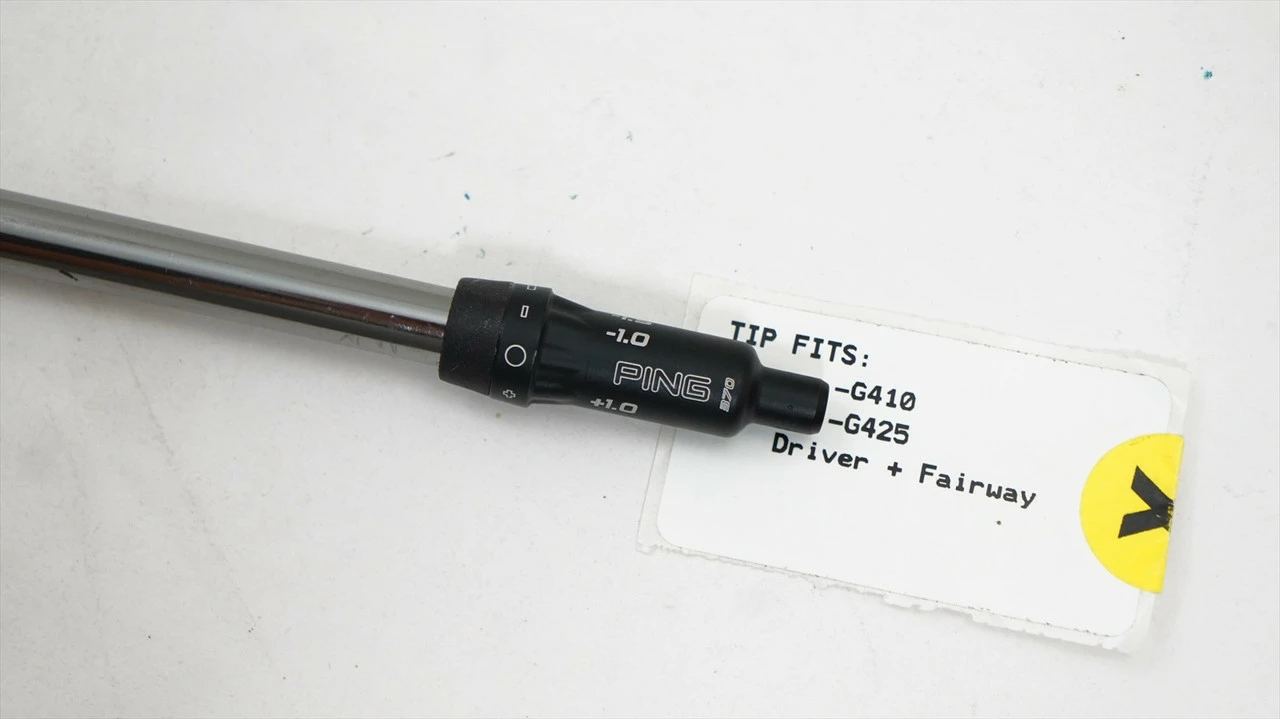 -1.0
PING
370
+1.0
TIP FITS:
-G410
-G425
Driver + Fairway
Y